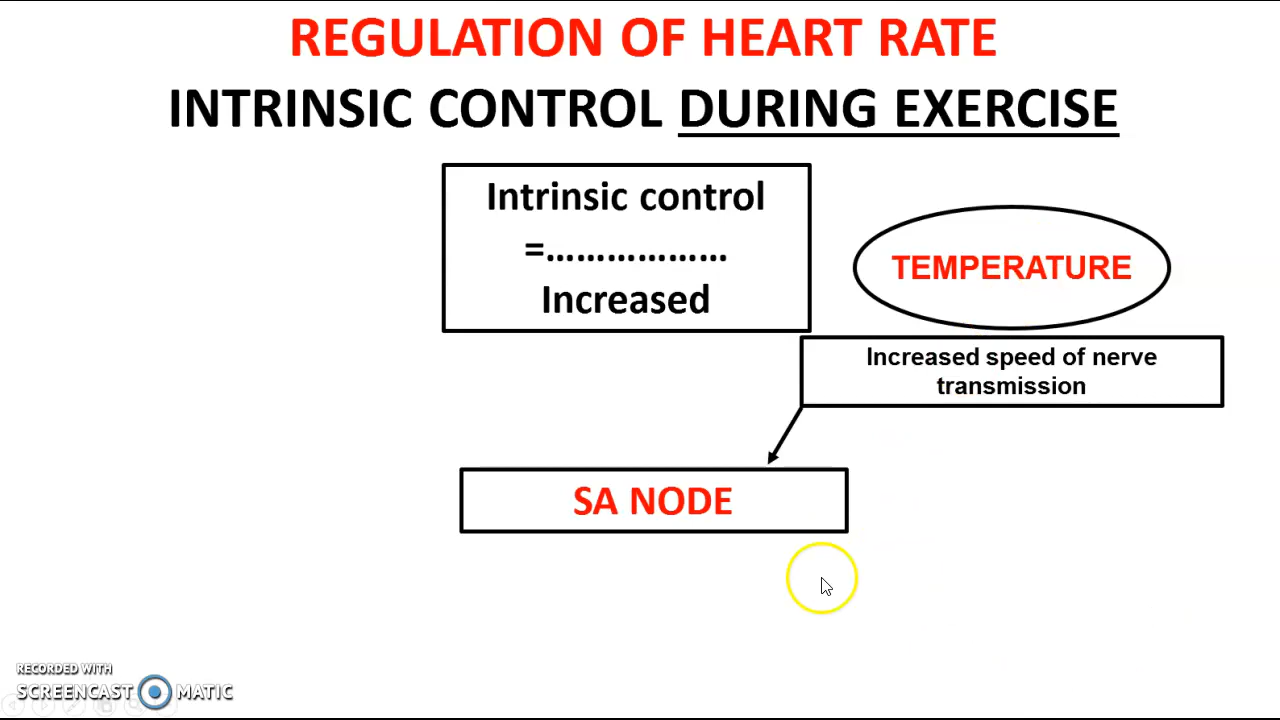 REGULATION OF HEART RATE
INTRINSIC CONTROL DURING EXERCISE
Intrinsic control
=..................
Increased
TEMPERATURE
Increased speed of nerve
transmission
SA NODE
RECORDED WITH
SCREENCAST MATIC